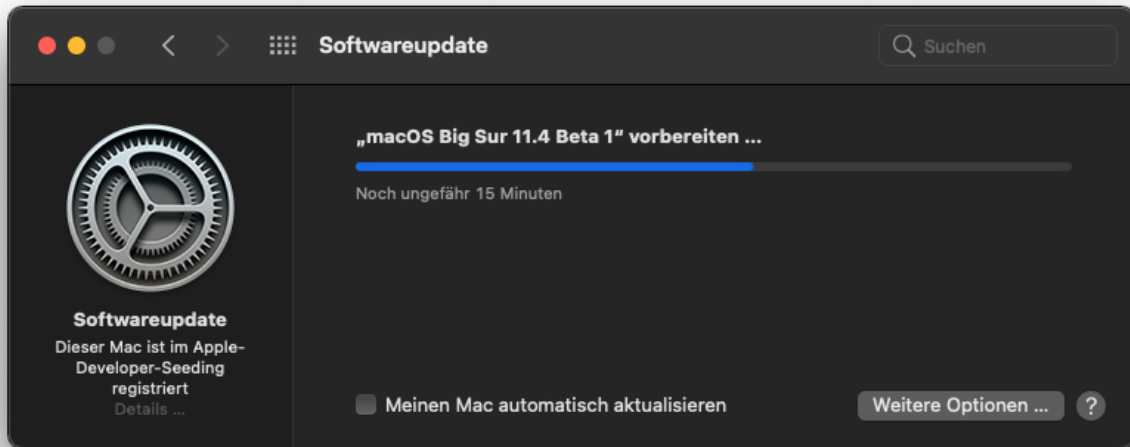 Softwareupdate
Suchen
„macOS Big Sur 11.4 Beta 1“ vorbereiten ...
Noch ungefähr 15 Minuten
Softwareupdate
Dieser Mac ist im Apple-
Developer-Seeding
registriert
Details ...
Meinen Mac automatisch aktualisieren
Weitere Optionen ...
?